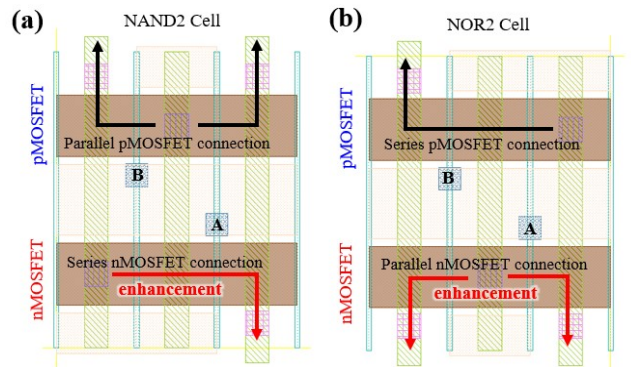 (a)
NAND2 Cell
pMOSFET
Parallel pMOSFET connection
B
A
nMOSFET
Series nMOSFET connection
enhancement
(b)
NOR2 Cell
pMOSFET
Series pMOSFET connection
B
A
nMOSFET
Parallel nMOSFET connection
enhancement